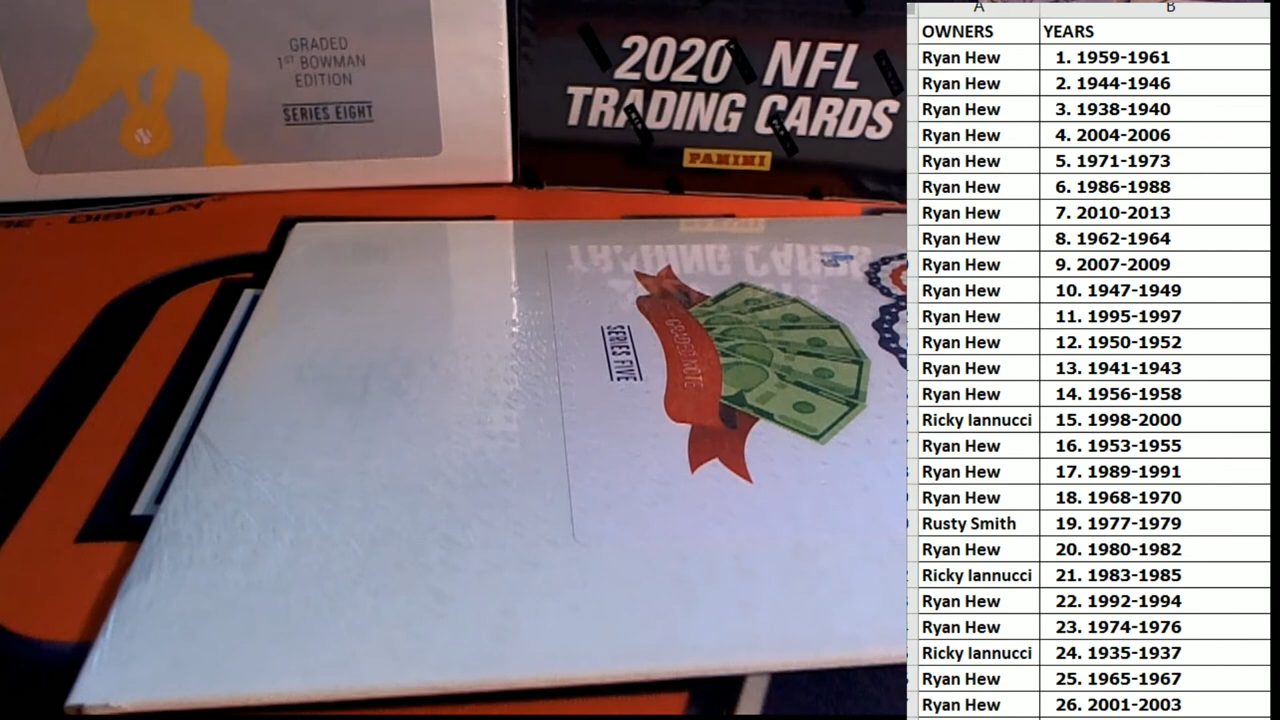 GRADED
1ST BOWMAN
EDITION
SERIES EIGHT
2020 NFL
TRADING CARDS
PANINI
DISPLAY
TRADING CARDS
SERIES FIVE
GRADED NOTE
A B
OWNERS YEARS
Ryan Hew 1. 1959-1961
Ryan Hew 2. 1944-1946
Ryan Hew 3. 1938-1940
Ryan Hew 4. 2004-2006
Ryan Hew 5. 1971-1973
Ryan Hew 6. 1986-1988
Ryan Hew 7. 2010-2013
Ryan Hew 8. 1962-1964
Ryan Hew 9. 2007-2009
Ryan Hew 10. 1947-1949
Ryan Hew 11. 1995-1997
Ryan Hew 12. 1950-1952
Ryan Hew 13. 1941-1943
Ryan Hew 14. 1956-1958
Ricky Iannucci 15. 1998-2000
Ryan Hew 16. 1953-1955
Ryan Hew 17. 1989-1991
Ryan Hew 18. 1968-1970
Rusty Smith 19. 1977-1979
Ryan Hew 20. 1980-1982
Ricky Iannucci 21. 1983-1985
Ryan Hew 22. 1992-1994
Ryan Hew 23. 1974-1976
Ricky Iannucci 24. 1935-1937
Ryan Hew 25. 1965-1967
Ryan Hew 26. 2001-2003